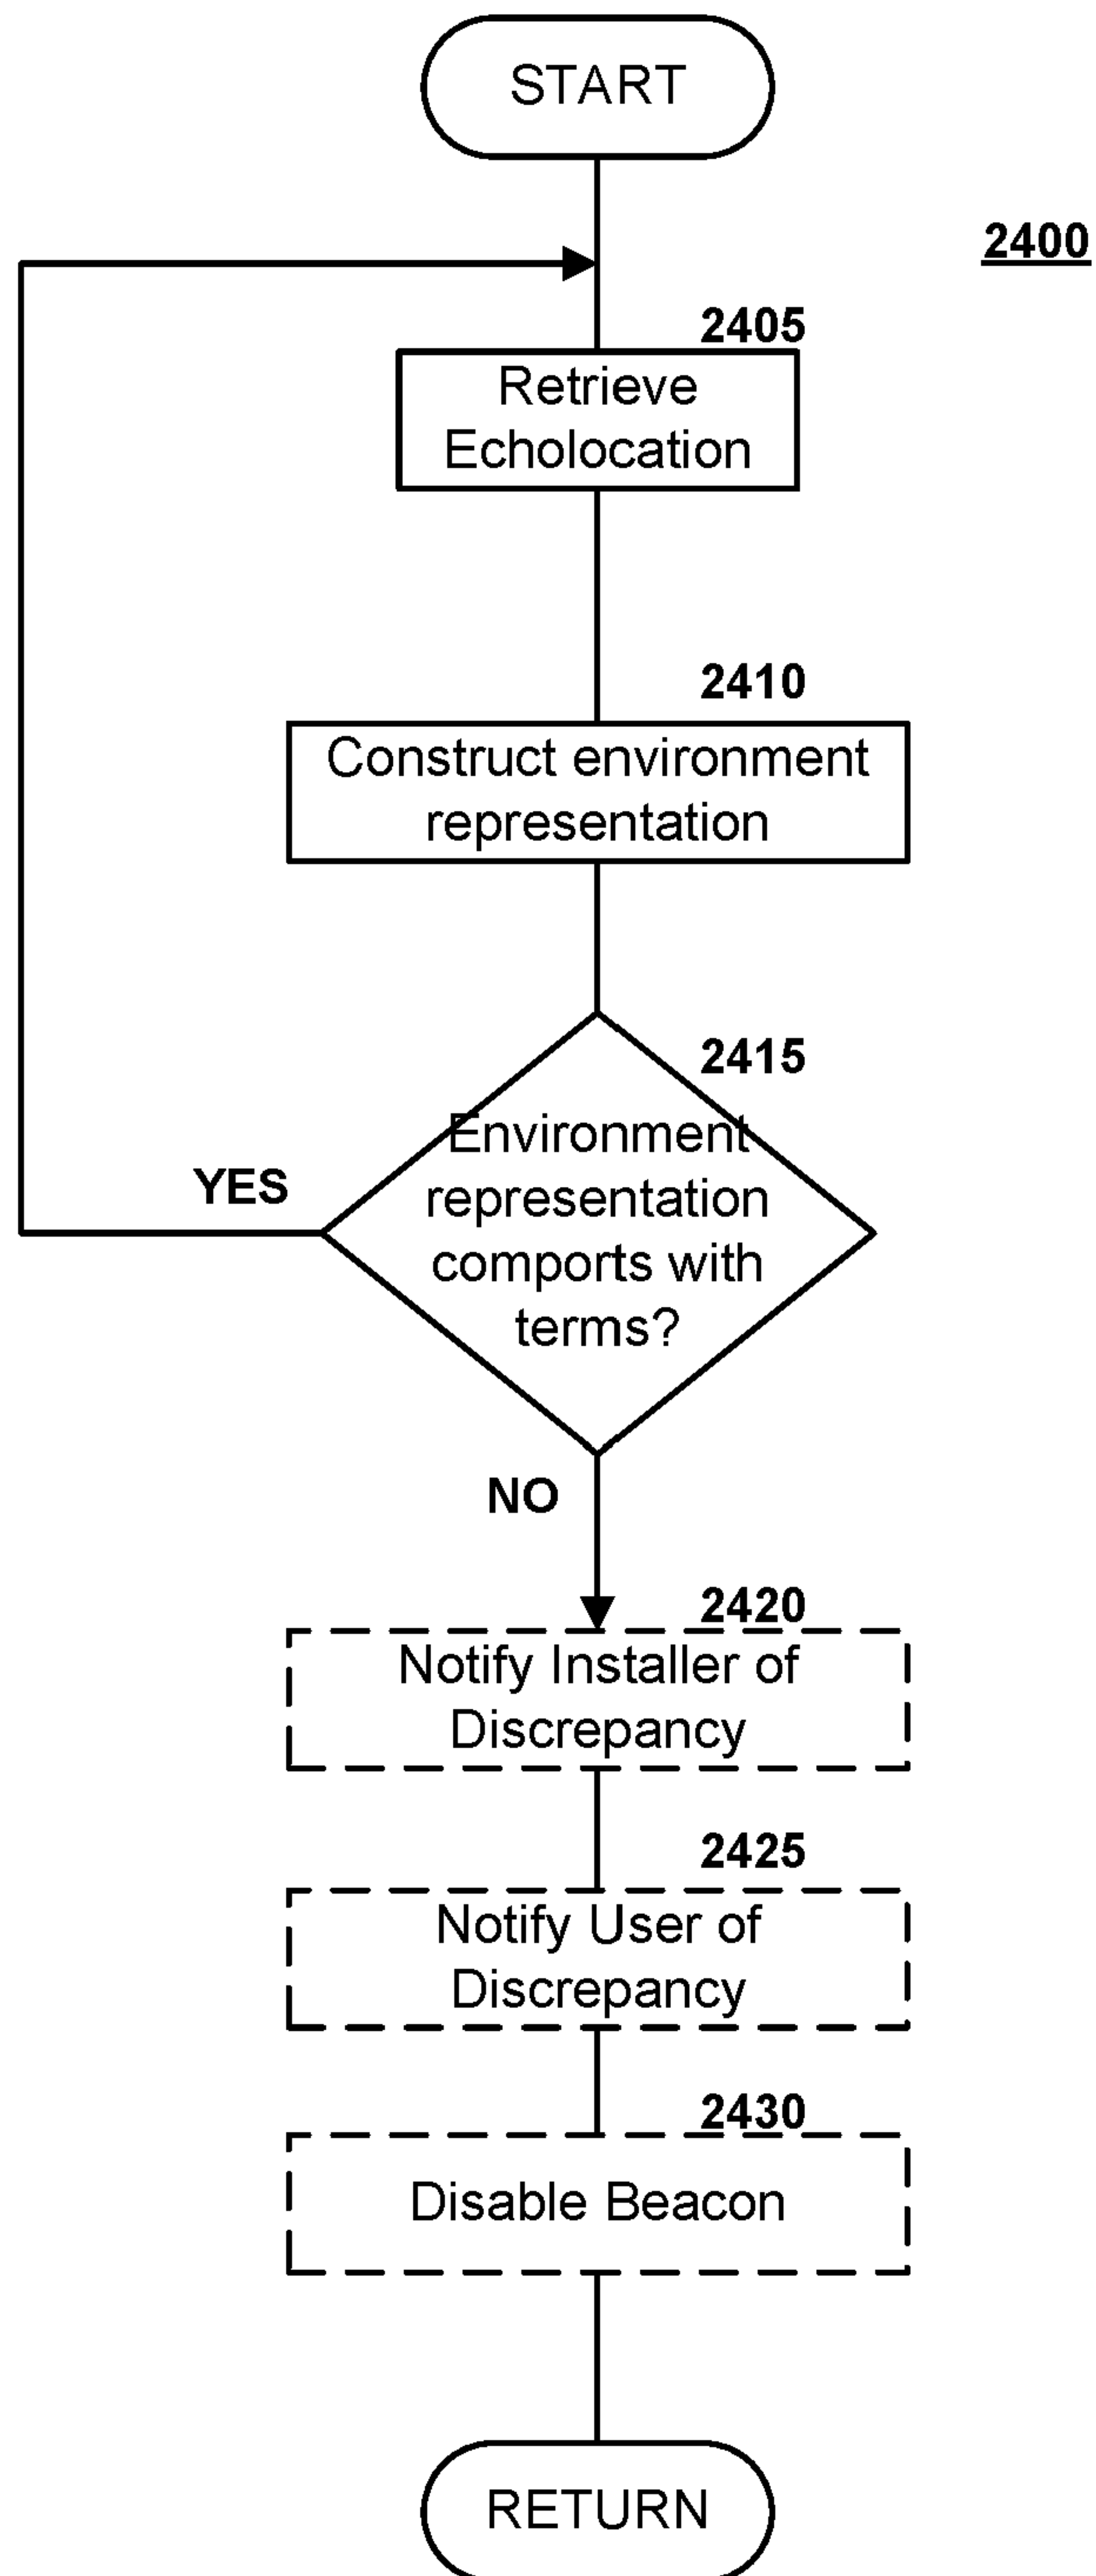 START
2400
2405
Retrieve
Echolocation
2410
Construct environment
representation
2415
Environment
representation
comports with
terms?
YES
NO
2420
Notify Installer of
Discrepancy
2425
Notify User of
Discrepancy
2430
Disable Beacon
RETURN